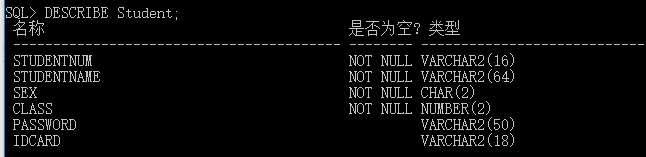 SQL> DESCRIBE Student;
名称 是否为空? 类型
----------------------------------------- -------- ----------------------------
STUDENTNUM NOT NULL VARCHAR2(16)
STUDENTNAME NOT NULL VARCHAR2(64)
SEX NOT NULL CHAR(2)
CLASS NOT NULL NUMBER(2)
PASSWORD VARCHAR2(50)
IDCARD VARCHAR2(18)